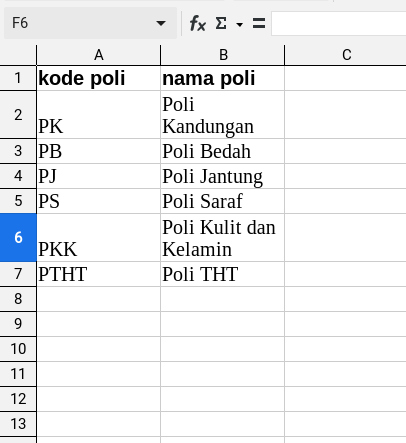 F6 fx Σ =
A B C
1 kode poli nama poli
Poli
2 PK Kandungan
3 PB Poli Bedah
4 PJ Poli Jantung
5 PS Poli Saraf
Poli Kulit dan
6 PKK Kelamin
7 PTHT Poli THT
8
9
10
11
12
13